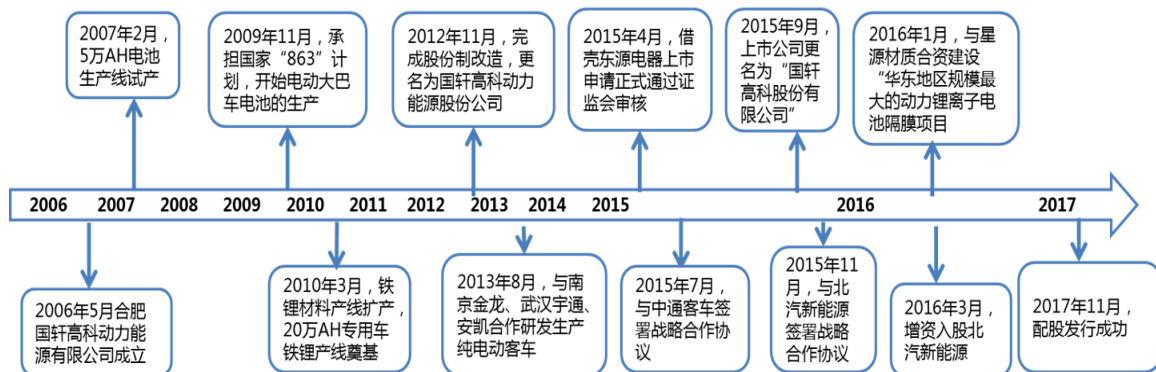 2007年2月，
5万AH电池
生产线试产
2009年11月，承
担国家“863”计
划，开始电动大巴
车电池的生产
2012年11月，完
成股份制改造，更
名为国轩高科动力
能源股份公司
2015年4月，借
壳东源电器上市
申请正式通过证
监会审核
2015年9月，
上市公司更
名为“国轩
高科股份有
限公司”
2016年1月，与星
源材质合资建设
“华东地区规模最
大的动力锂离子电
池隔膜项目
2006 2007 2008 2009 2010 2011 2012 2013 2014 2015 2016 2017
2006年5月合肥
国轩高科动力能
源有限公司成立
2010年3月，铁
锂材料产线扩产，
20万AH专用车
铁锂产线奠基
2013年8月，与南
京金龙、武汉宇通、
安凯合作研发生产
纯电动客车
2015年7月，
与中通客车签
署战略合作协
议
2015年11
月，与北
汽新能源
签署战略
合作协议
2016年3月，
增资入股北
汽新能源
2017年11月，
配股发行成功